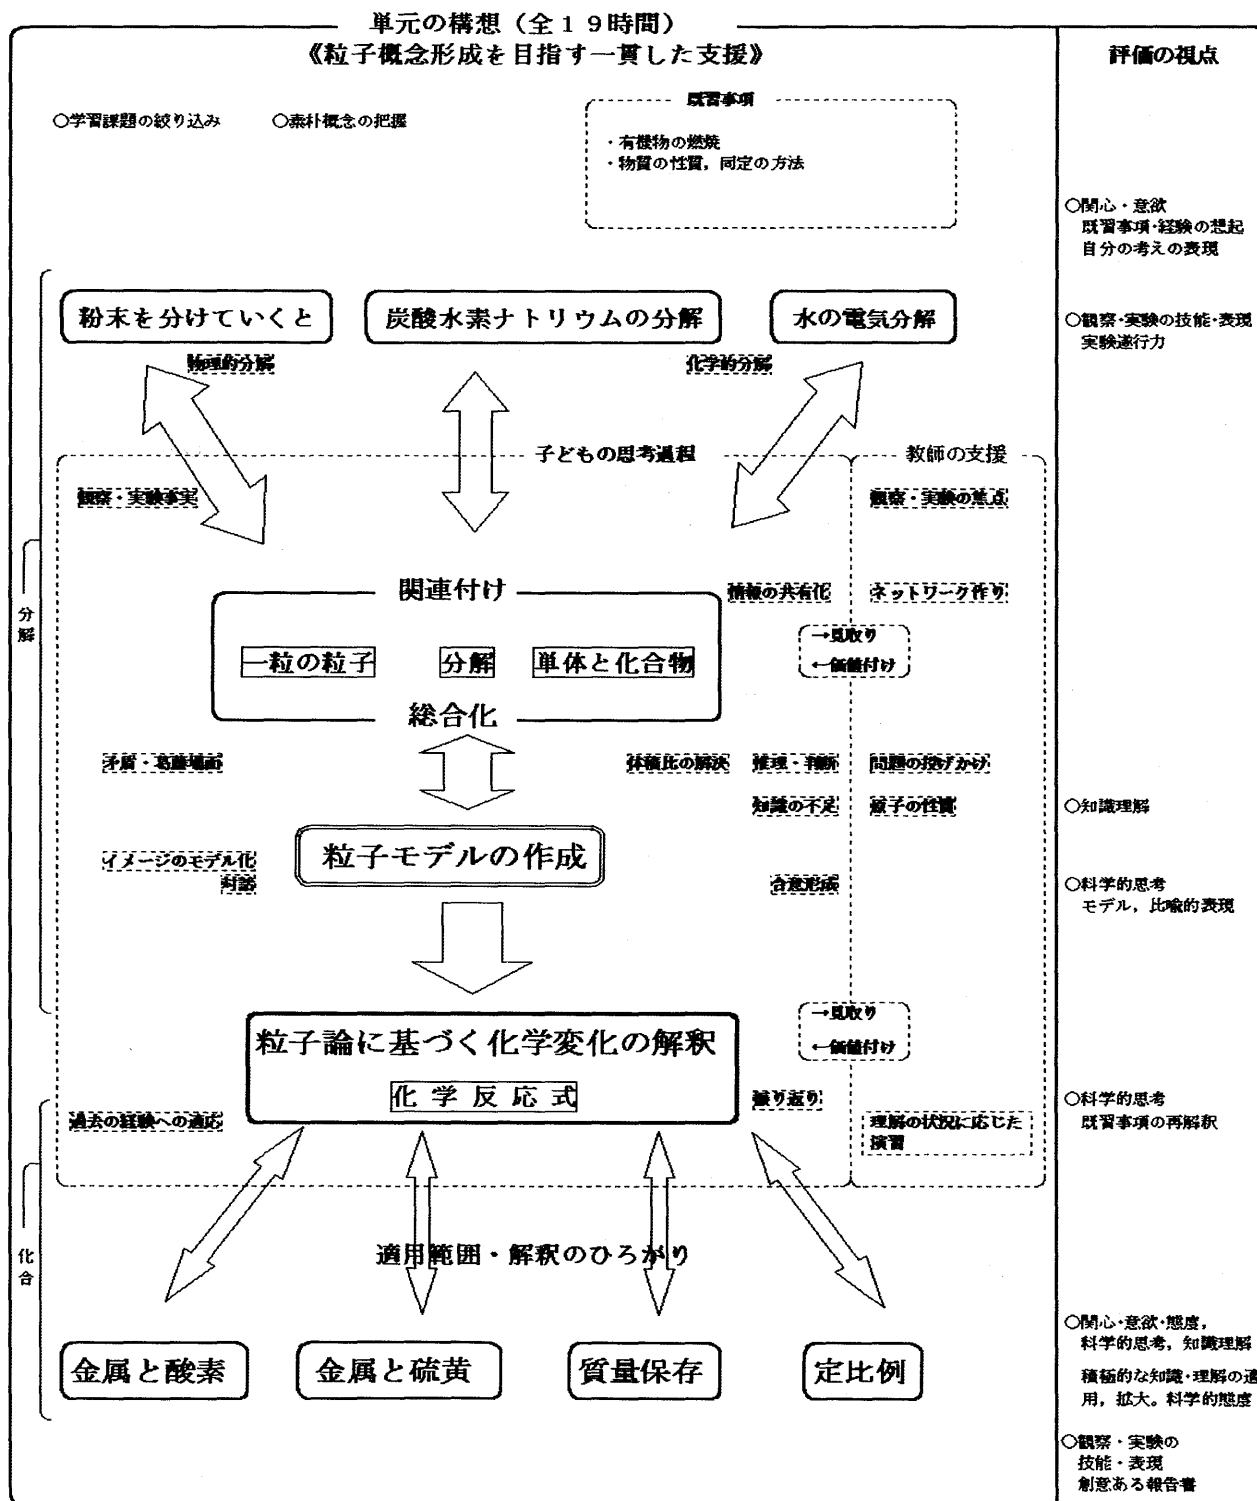 単元の構想（全１９時間）
《粒子概念形成を目指す一貫した支援》
評価の視点
○学習課題の絞り込み
○素朴概念の把握
既習事項
・有機物の燃焼
・物質の性質，同定の方法
○関心・意欲
既習事項・経験の想起
自分の考えの表現
粉末を分けていくと
炭酸水素ナトリウムの分解
水の電気分解
○観察・実験の技能・表現
実験遂行力
物理的分解
化学的分解
子どもの思考過程
教師の支援
観察・実験事実
観察・実験の焦点
分解
関連付け
情報の共有化
ネットワーク作り
一粒の粒子
分解
単体と化合物
→見取り
←価値付け
総合化
矛盾・葛藤場面
体積比の解決
推理・判断
問題の投げかけ
知識の不足
原子の性質
○知識理解
粒子モデルの作成
イメージのモデル化
対話
合意形成
○科学的思考
モデル，比喩的表現
粒子論に基づく化学変化の解釈
化学反応式
→見取り
←価値付け
過去の経験への適応
振り返り
理解の状況に応じた
演習
○科学的思考
既習事項の再解釈
化合
適用範囲・解釈のひろがり
金属と酸素
金属と硫黄
質量保存
定比例
○関心・意欲・態度，
科学的思考，知識理解
積極的な知識・理解の適
用，拡大。科学的態度
○観察・実験の
技能・表現
創意ある報告書